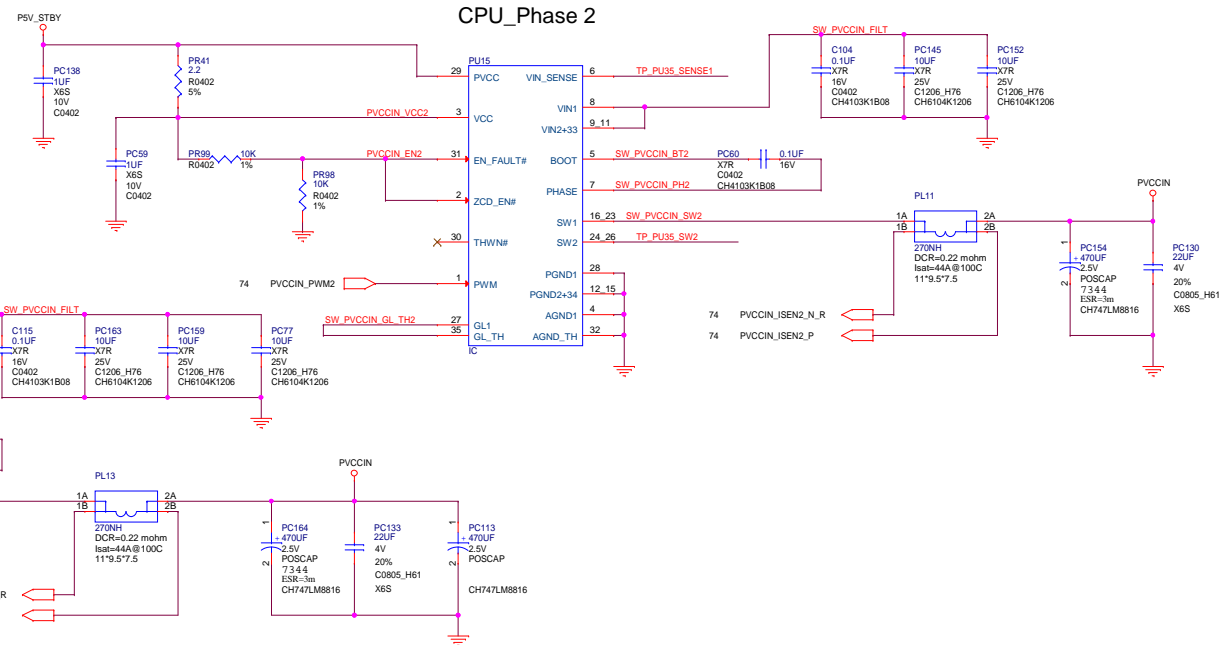 CPU_Phase 2
P5V_STBY
PC138
1UF
X6S
10V
C0402
PR41
2.2
R0402
5%
PC59
1UF
X6S
10V
C0402
PR99
10K
R0402
1%
PR98
10K
R0402
1%
PVCCIN_VCC2
PVCCIN_EN2
74 PVCCIN_PWM2
SW_PVCCIN_GL_TH2
PU15
29 PVCC
3 VCC
31 EN_FAULT#
2 ZCD_EN#
30 THWN#
1 PWM
27 GL1
35 GL_TH
IC
VIN_SENSE 6 TP_PU35_SENSE1
VIN1 8
VIN2+33 9_11
BOOT 5 SW_PVCCIN_BT2
PHASE 7 SW_PVCCIN_PH2
SW1 16_23 SW_PVCCIN_SW2
SW2 24_26 TP_PU35_SW2
PGND1 28
PGND2+34 12_15
AGND1 4
AGND_TH 32
PC60
0.1UF
X7R
16V
C0402
CH4103K1B08
SW_PVCCIN_FILT
C104
0.1UF
X7R
16V
C0402
CH4103K1B08
PC145
10UF
X7R
25V
C1206_H76
CH6104K1206
PC152
10UF
X7R
25V
C1206_H76
CH6104K1206
PL11
1A 2A
1B 2B
270NH
DCR=0.22 mohm
Isat=44A@100C
11*9.5*7.5
PVCCIN
1
PC154
+ 470UF
2.5V
2
POSCAP
7344
ESR=3m
CH747LM8816
PC130
22UF
4V
20%
C0805_H61
X6S
74 PVCCIN_ISEN2_N_R
74 PVCCIN_ISEN2_P
SW_PVCCIN_FILT
C115
0.1UF
X7R
16V
C0402
CH4103K1B08
PC163
10UF
X7R
25V
C1206_H76
CH6104K1206
PC159
10UF
X7R
25V
C1206_H76
CH6104K1206
PC77
10UF
X7R
25V
C1206_H76
CH6104K1206
PL13
1A 2A
1B 2B
270NH
DCR=0.22 mohm
Isat=44A@100C
11*9.5*7.5
R
PVCCIN
1
PC164
+ 470UF
2.5V
2
POSCAP
7344
ESR=3m
CH747LM8816
PC133
22UF
4V
20%
C0805_H61
X6S
1
PC113
+ 470UF
2.5V
2
POSCAP
CH747LM8816